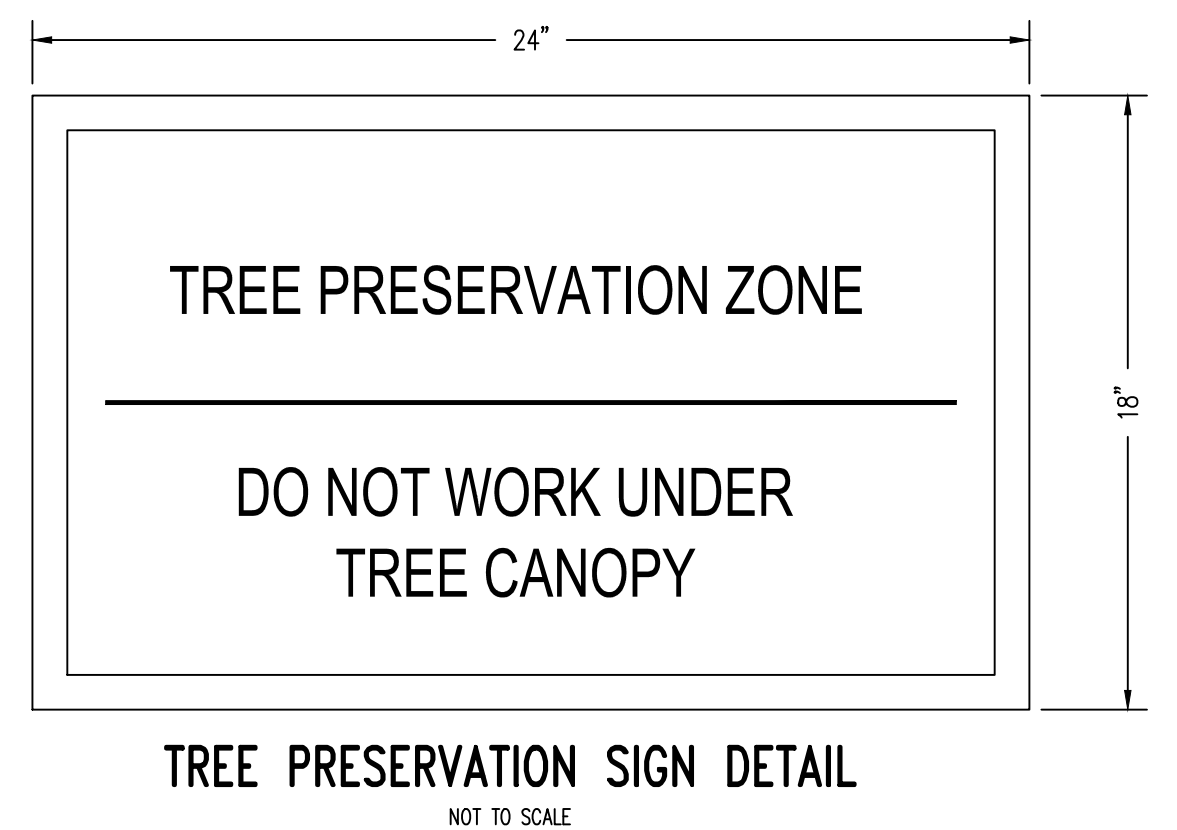 24”
TREE PRESERVATION ZONE
18”
DO NOT WORK UNDER
TREE CANOPY
TREE PRESERVATION SIGN DETAIL
NOT TO SCALE